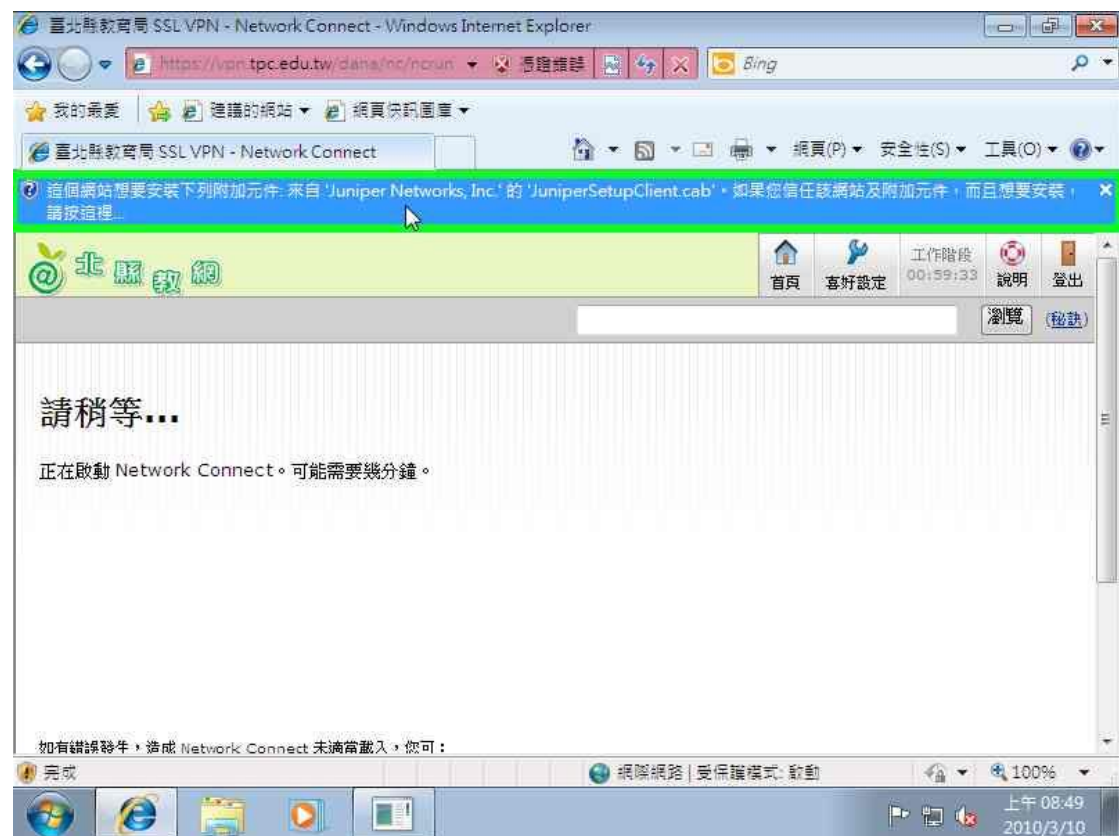 臺北縣教育局 SSL VPN - Network Connect - Windows Internet Explorer
https://vpn.tpc.edu.tw/dana/nc/ncrun 憑證錯誤 Bing
我的最愛 建議的網站 網頁快訊圖庫
臺北縣教育局 SSL VPN - Network Connect 網頁(P) 安全性(S) 工具(O)
這個網站想要安裝下列附加元件: 來自 'Juniper Networks, Inc.' 的 'JuniperSetupClient.cab'。如果您信任該網站及附加元件，而且想要安裝，
請按這裡...
@北縣教網
首頁 喜好設定 工作階段 00:59:33 說明 登出
瀏覽 (秘訣)
請稍等...
正在啟動 Network Connect。可能需要幾分鐘。
如有錯誤發生，造成 Network Connect 未適當載入，您可：
完成 網際網路 | 受保護模式: 啟動 100%
上午 08:49
2010/3/10